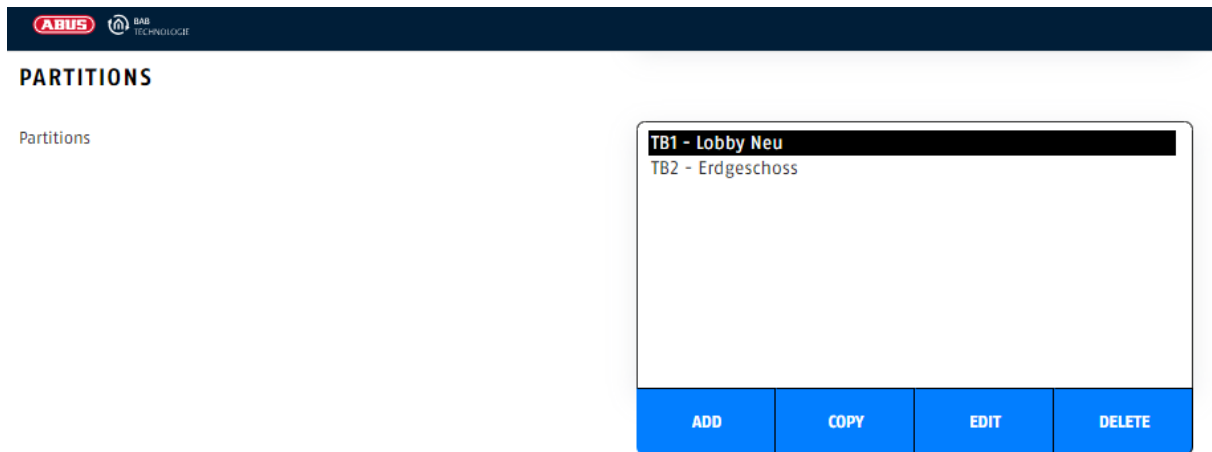 ABUS
BAB
TECHNOLOGIE
PARTITIONS
Partitions
TB1 - Lobby Neu
TB2 - Erdgeschoss
ADD COPY EDIT DELETE